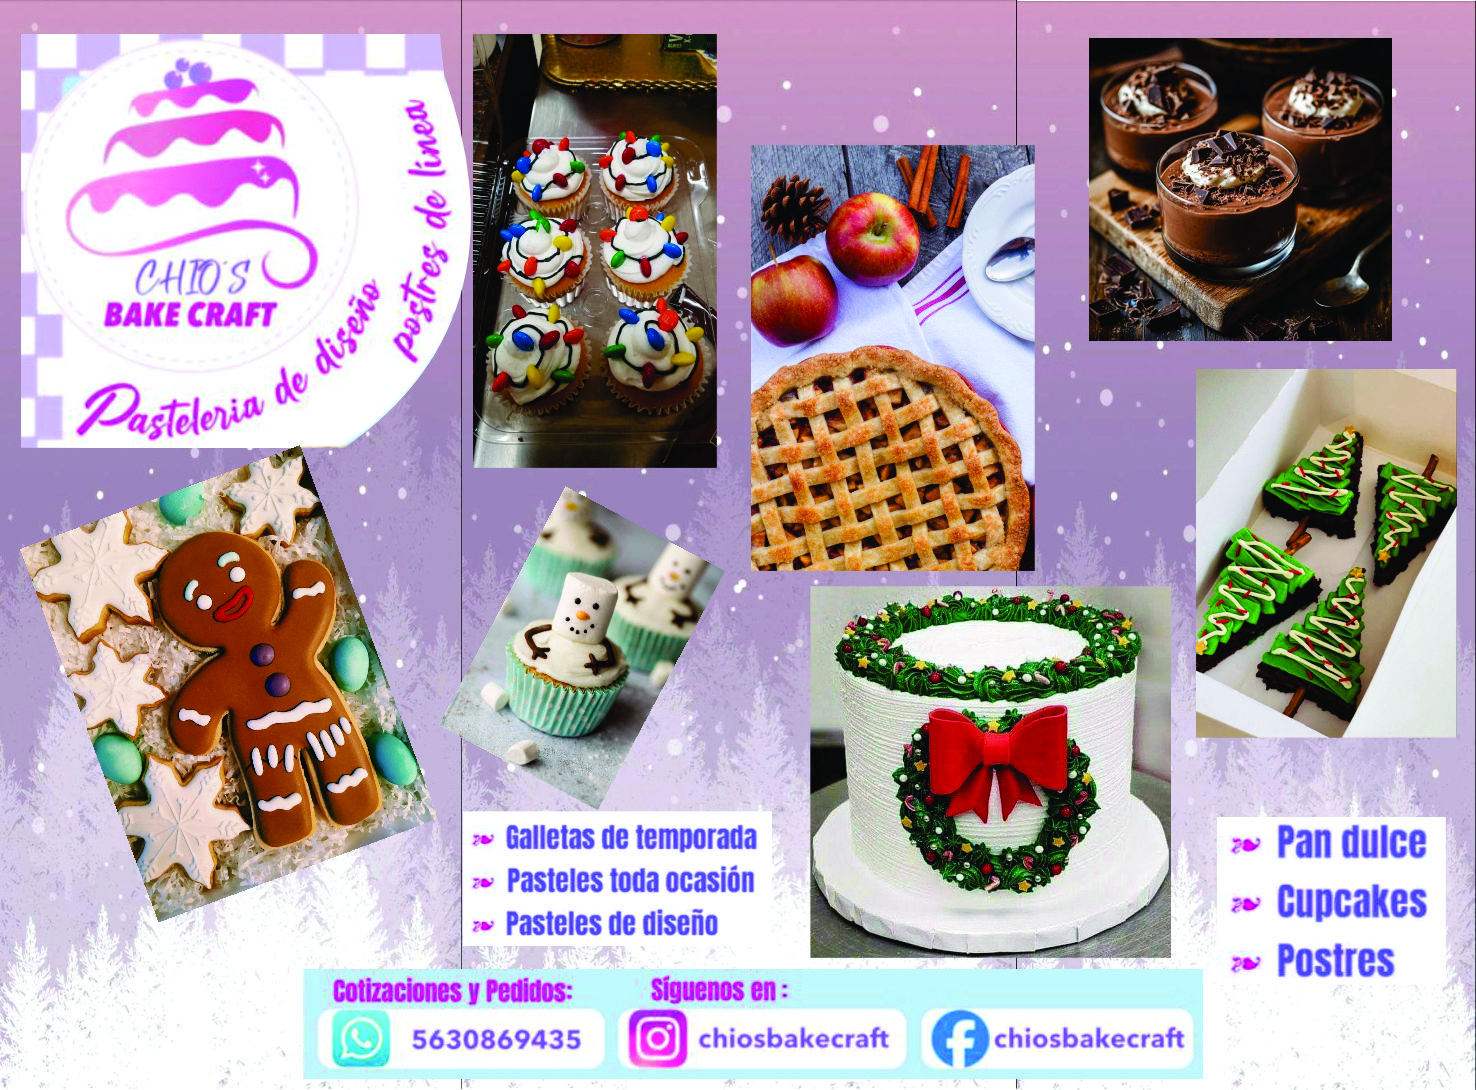 CHIO´S
BAKE CRAFT
Pasteleria de diseño
postres de línea
Galletas de temporada
Pasteles toda ocasión
Pasteles de diseño
Pan dulce
Cupcakes
Postres
Cotizaciones y Pedidos:
Síguenos en :
5630869435
chiosbakecraft
chiosbakecraft